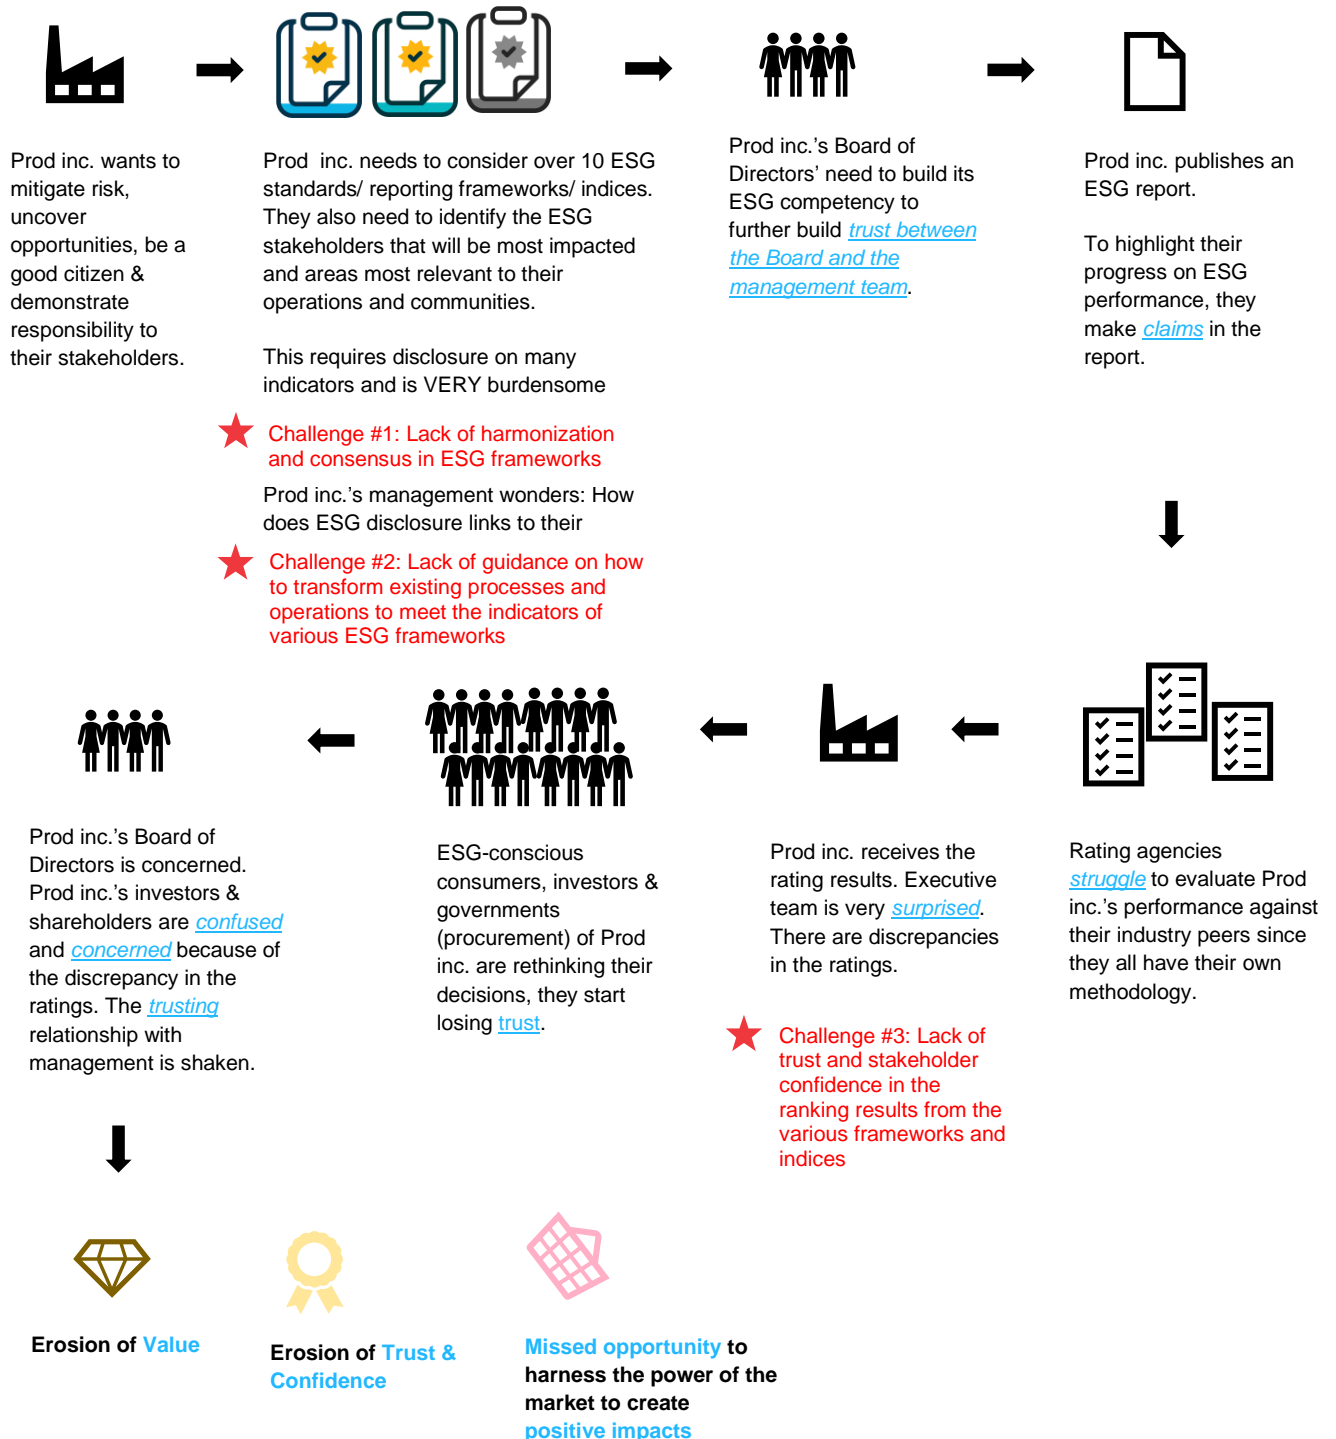 Prod inc. wants to
mitigate risk,
uncover
opportunities, be a
good citizen &
demonstrate
responsibility to
their stakeholders.
Prod  inc. needs to consider over 10 ESG
standards/ reporting frameworks/ indices.
They also need to identify the ESG
stakeholders that will be most impacted
and areas most relevant to their
operations and communities.
This requires disclosure on many
indicators and is VERY burdensome
Challenge #1: Lack of harmonization
and consensus in ESG frameworks
Prod inc.’s management wonders: How
does ESG disclosure links to their
Challenge #2: Lack of guidance on how
to transform existing processes and
operations to meet the indicators of
various ESG frameworks
Prod inc.’s Board of
Directors’ need to build its
ESG competency to
further build trust between
the Board and the
management team.
Prod inc. publishes an
ESG report.
To highlight their
progress on ESG
performance, they
make claims in the
report.
Rating agencies
struggle to evaluate Prod
inc.’s performance against
their industry peers since
they all have their own
methodology.
Prod inc. receives the
rating results. Executive
team is very surprised.
There are discrepancies
in the ratings.
Challenge #3: Lack of
trust and stakeholder
confidence in the
ranking results from the
various frameworks and
indices
ESG-conscious
consumers, investors &
governments
(procurement) of Prod
inc. are rethinking their
decisions, they start
losing trust.
Prod inc.’s Board of
Directors is concerned.
Prod inc.’s investors &
shareholders are confused
and concerned because of
the discrepancy in the
ratings. The trusting
relationship with
management is shaken.
Erosion of Value
Erosion of Trust &
Confidence
Missed opportunity to
harness the power of the
market to create
positive impacts